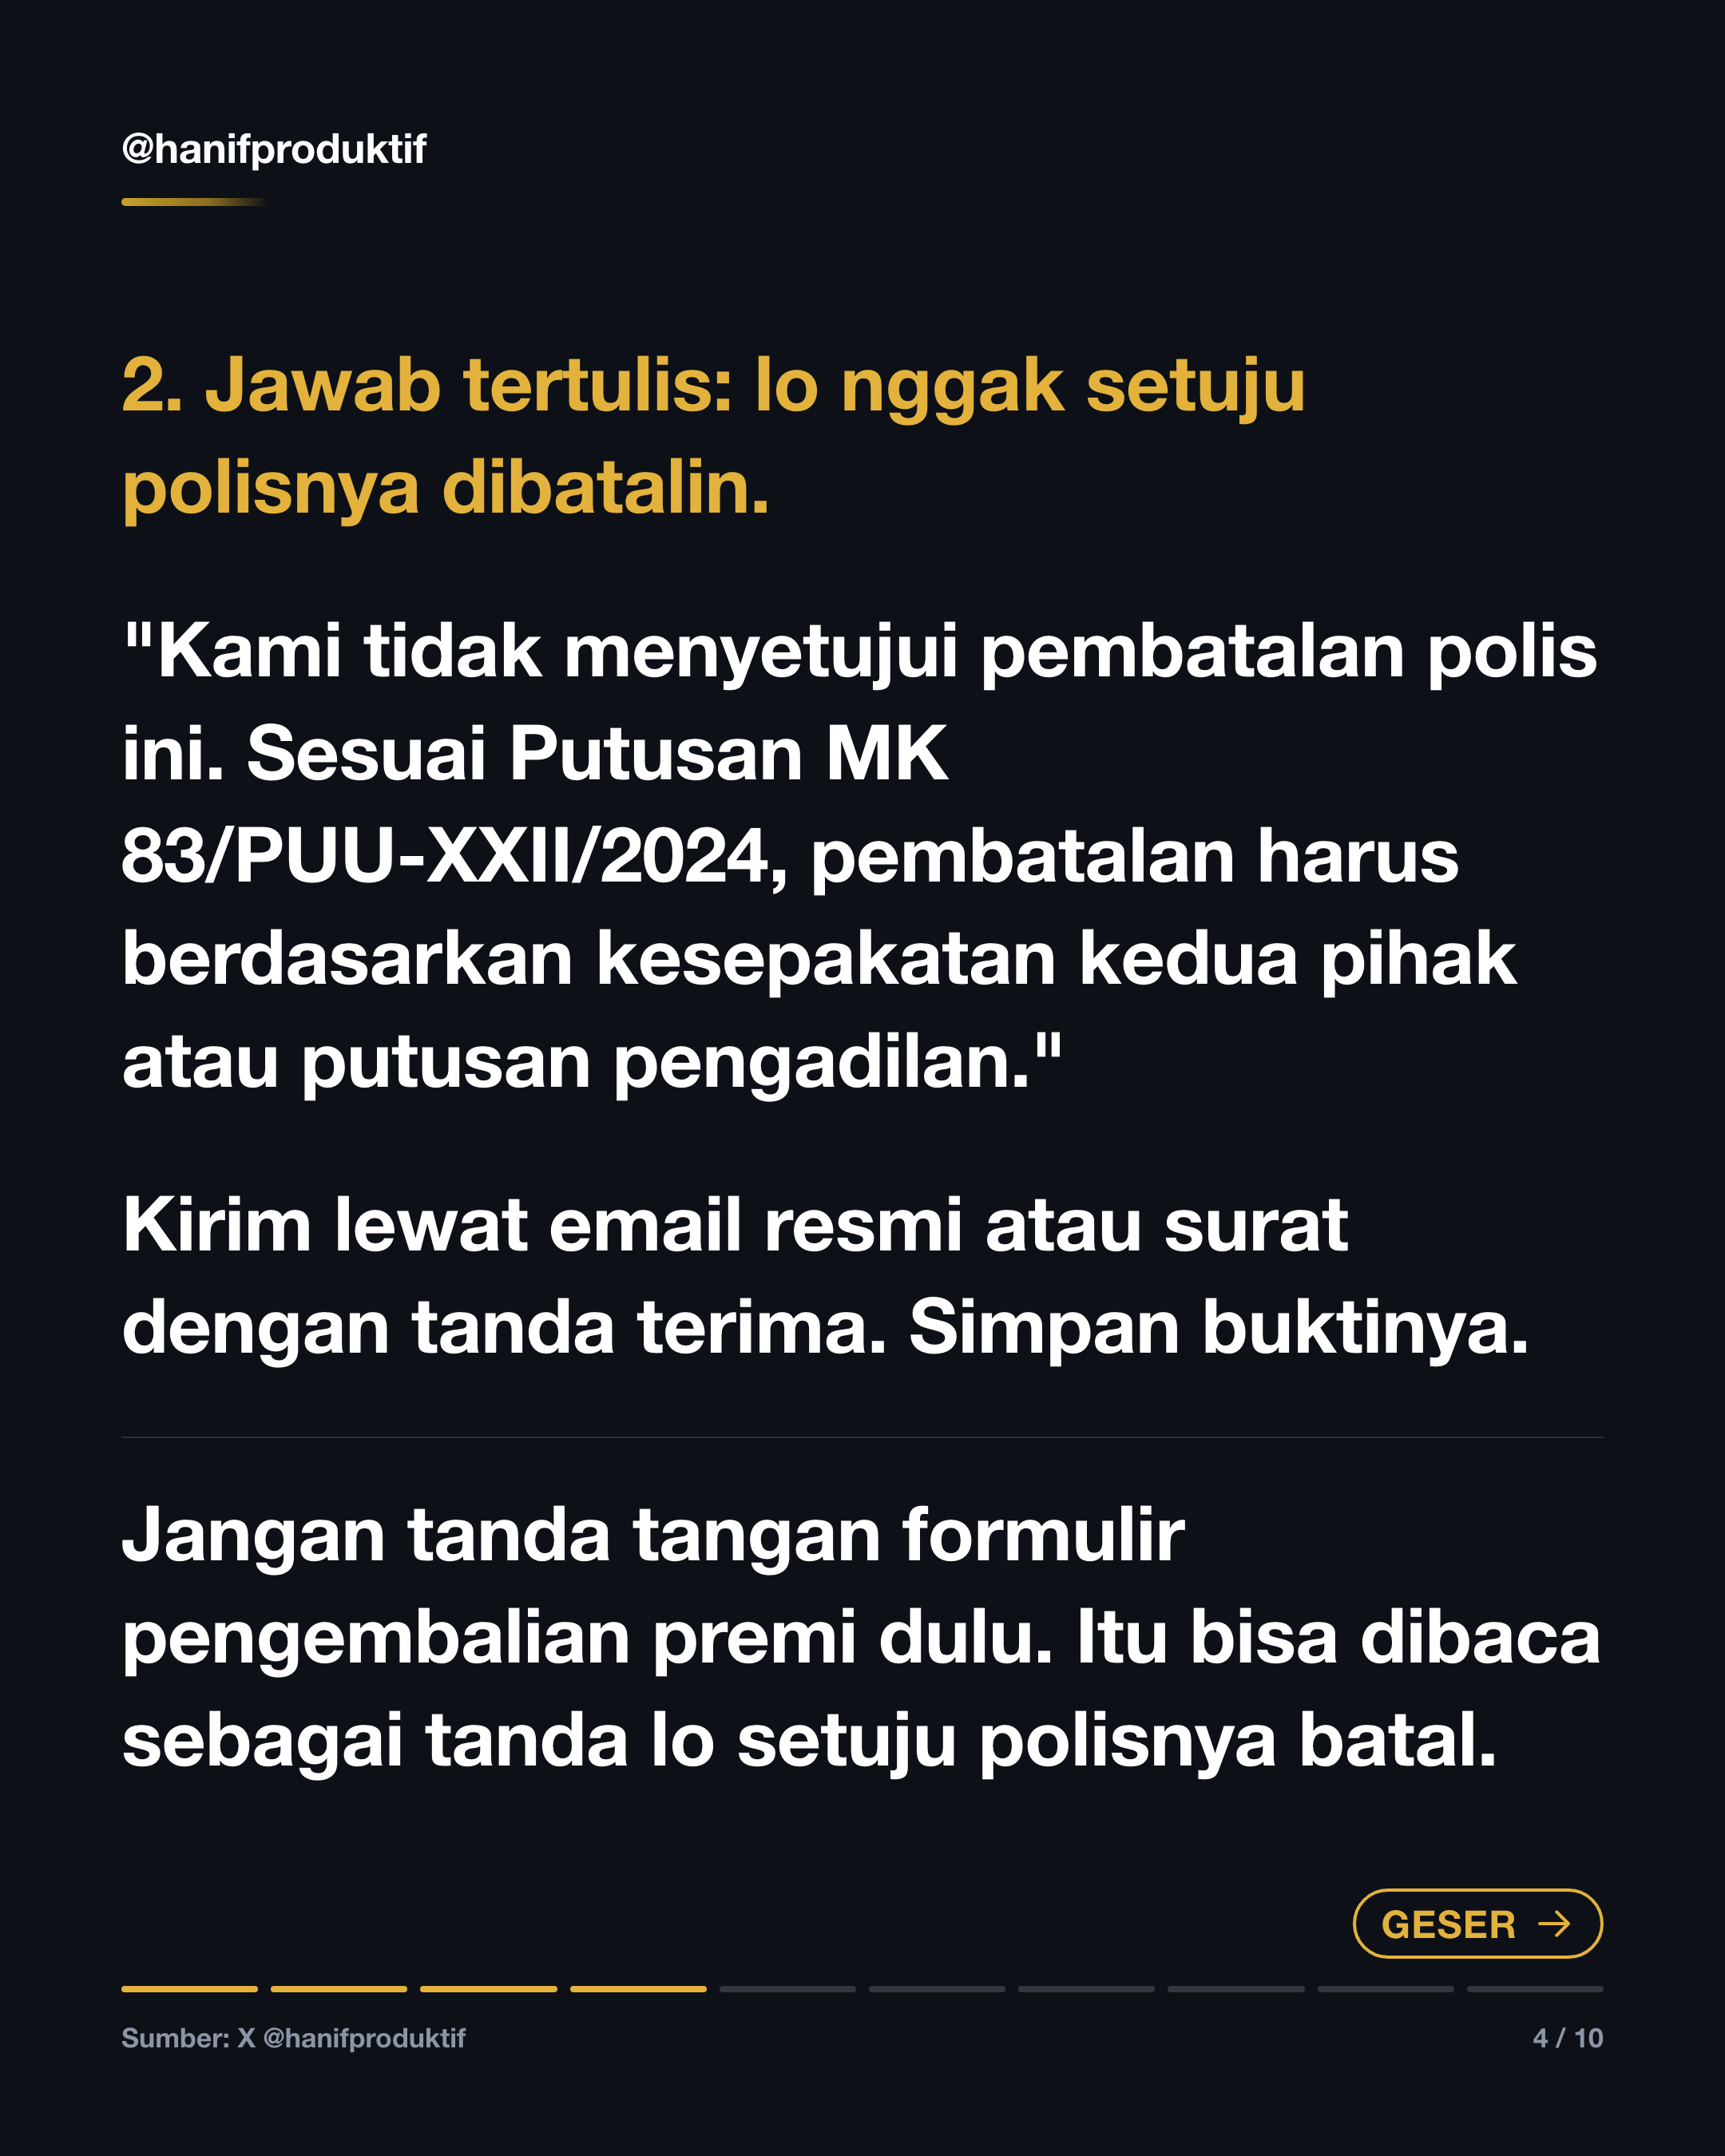 @hanifproduktif
2. Jawab tertulis: lo nggak setuju
polisnya dibatalin.
"Kami tidak menyetujui pembatalan polis
ini. Sesuai Putusan MK
83/PUU-XXII/2024, pembatalan harus
berdasarkan kesepakatan kedua pihak
atau putusan pengadilan."
Kirim lewat email resmi atau surat
dengan tanda terima. Simpan buktinya.
Jangan tanda tangan formulir
pengembalian premi dulu. Itu bisa dibaca
sebagai tanda lo setuju polisnya batal.
GESER →
Sumber: X @hanifproduktif
4 / 10